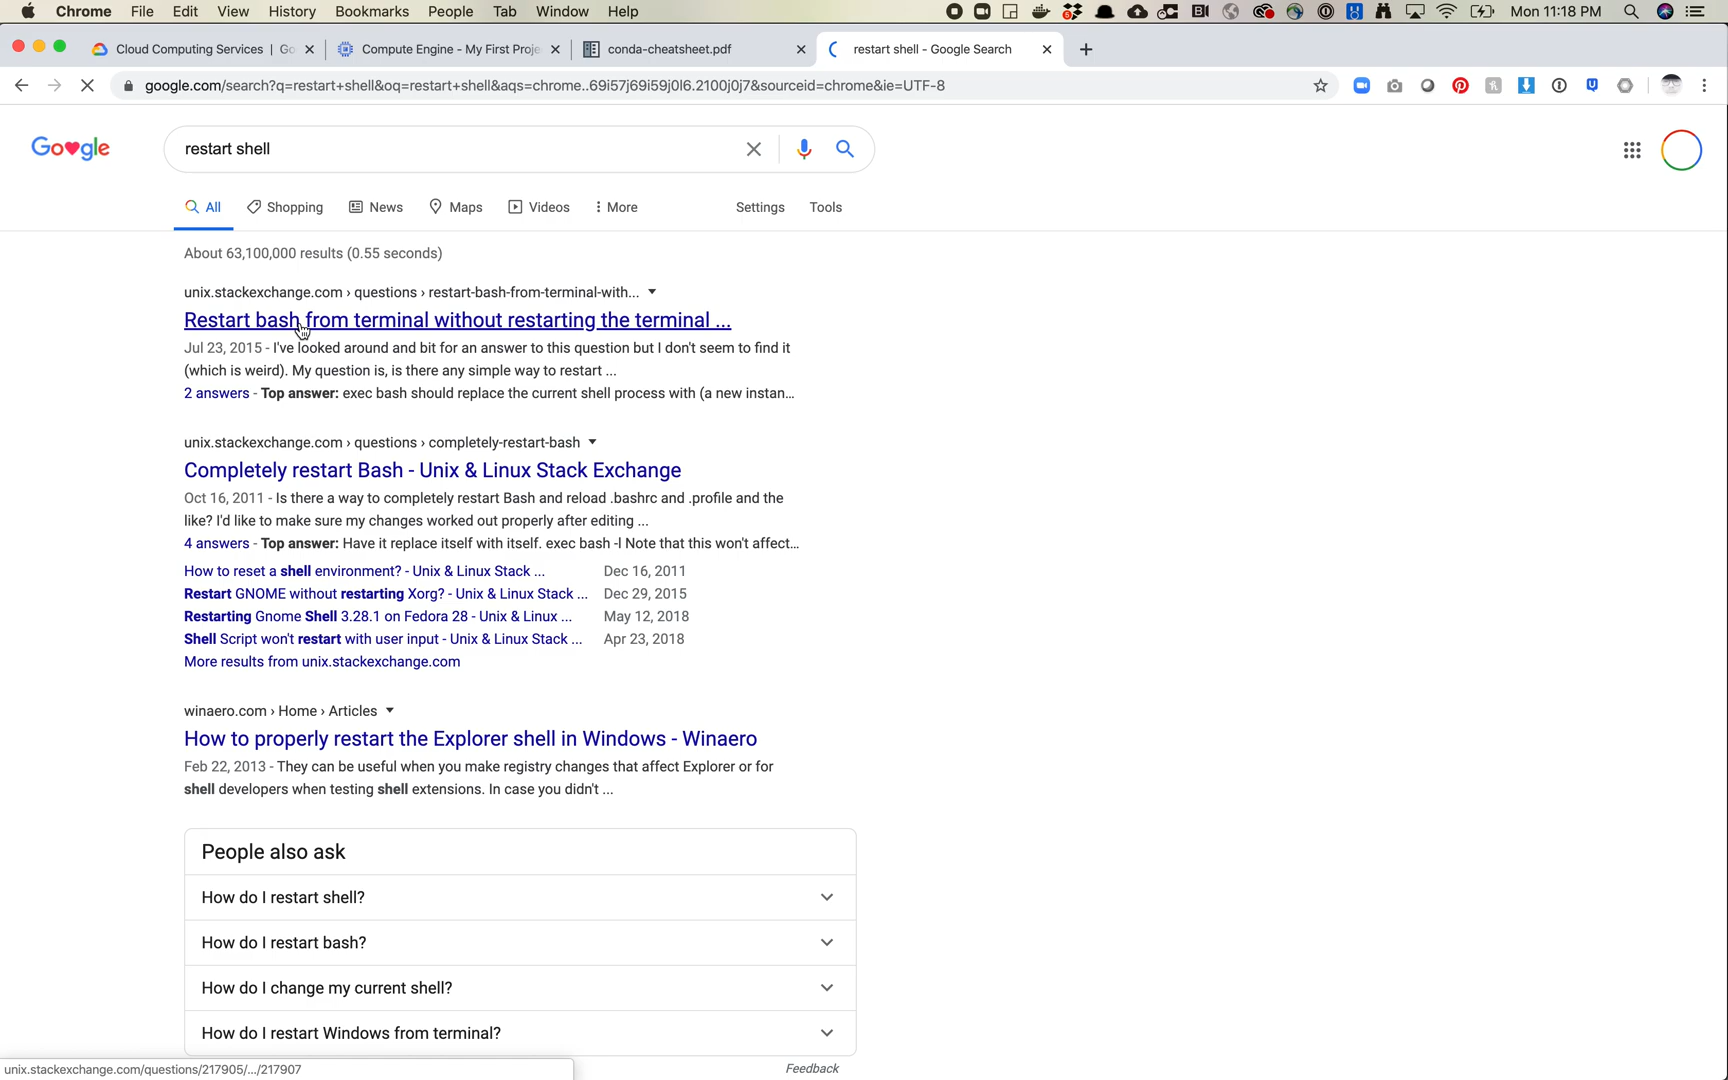 Chrome File Edit View History Bookmarks People Tab Window Help Mon 11:18 PM
Cloud Computing Services | Go Compute Engine - My First Proje conda-cheatsheet.pdf restart shell - Google Search
google.com/search?q=restart+shell&oq=restart+shell&aqs=chrome..69i57j69i59j0l6.2100j0j7&sourceid=chrome&ie=UTF-8
restart shell
All Shopping News Maps Videos More Settings Tools
About 63,100,000 results (0.55 seconds)
unix.stackexchange.com › questions › restart-bash-from-terminal-with...
Restart bash from terminal without restarting the terminal ...
Jul 23, 2015 - I've looked around and bit for an answer to this question but I don't seem to find it
(which is weird). My question is, is there any simple way to restart ...
2 answers - Top answer: exec bash should replace the current shell process with (a new instan...
unix.stackexchange.com › questions › completely-restart-bash
Completely restart Bash - Unix & Linux Stack Exchange
Oct 16, 2011 - Is there a way to completely restart Bash and reload .bashrc and .profile and the
like? I'd like to make sure my changes worked out properly after editing ...
4 answers - Top answer: Have it replace itself with itself. exec bash -l Note that this won't affect...
How to reset a shell environment? - Unix & Linux Stack ... Dec 16, 2011
Restart GNOME without restarting Xorg? - Unix & Linux Stack ... Dec 29, 2015
Restarting Gnome Shell 3.28.1 on Fedora 28 - Unix & Linux ... May 12, 2018
Shell Script won't restart with user input - Unix & Linux Stack ... Apr 23, 2018
More results from unix.stackexchange.com
winaero.com › Home › Articles
How to properly restart the Explorer shell in Windows - Winaero
Feb 22, 2013 - They can be useful when you make registry changes that affect Explorer or for
shell developers when testing shell extensions. In case you didn't ...
People also ask
How do I restart shell?
How do I restart bash?
How do I change my current shell?
How do I restart Windows from terminal?
Feedback
unix.stackexchange.com/questions/217905/.../217907